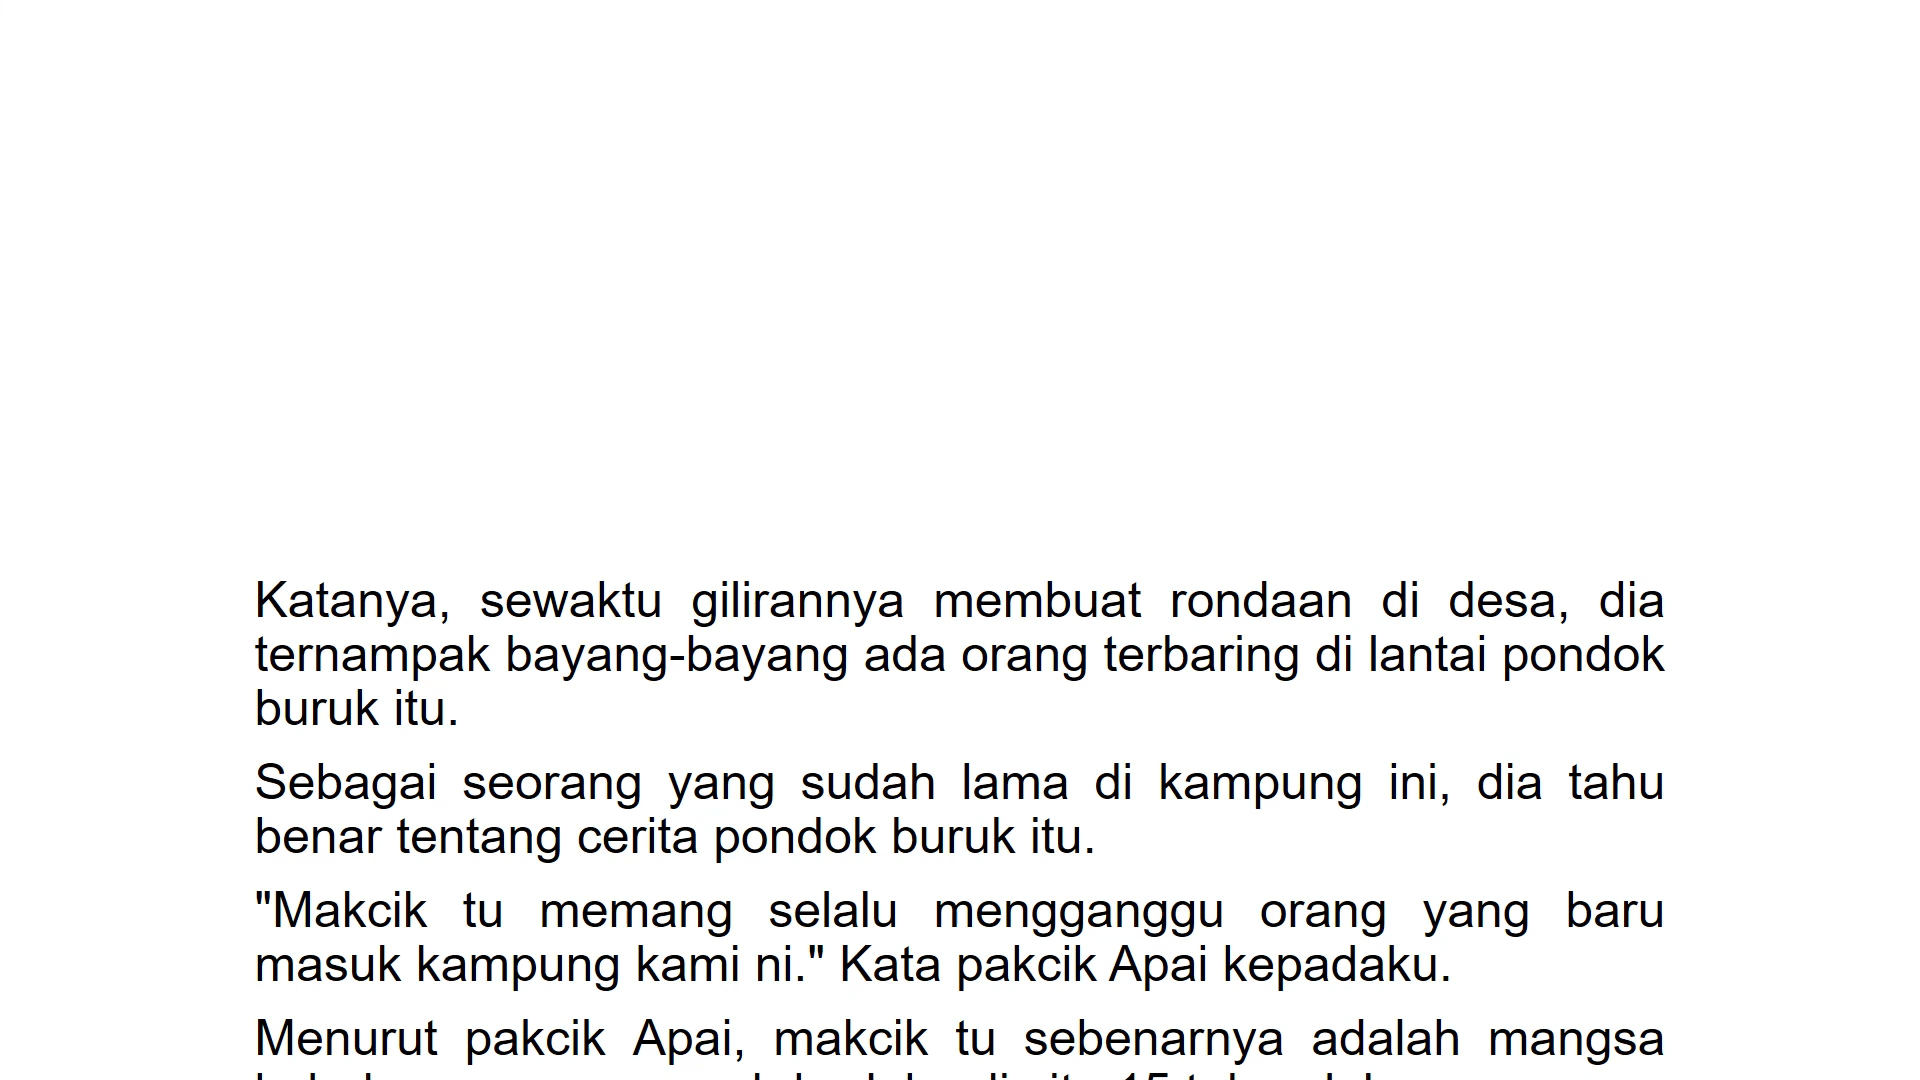 Katanya, sewaktu gilirannya membuat rondaan di desa, dia
ternampak bayang-bayang ada orang terbaring di lantai pondok
buruk itu.
Sebagai seorang yang sudah lama di kampung ini, dia tahu
benar tentang cerita pondok buruk itu.
"Makcik tu memang selalu mengganggu orang yang baru
masuk kampung kami ni." Kata pakcik Apai kepadaku.
Menurut pakcik Apai, makcik tu sebenarnya adalah mangsa